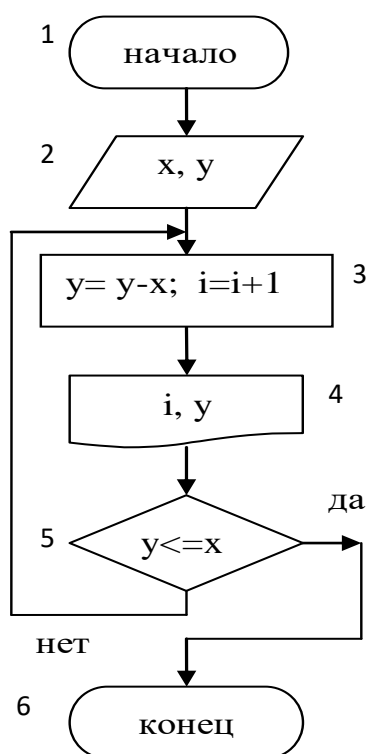 1
начало
2
x, y
y= y-x; i=i+1
3
i, y
4
да
5
y<=x
нет
6
конец